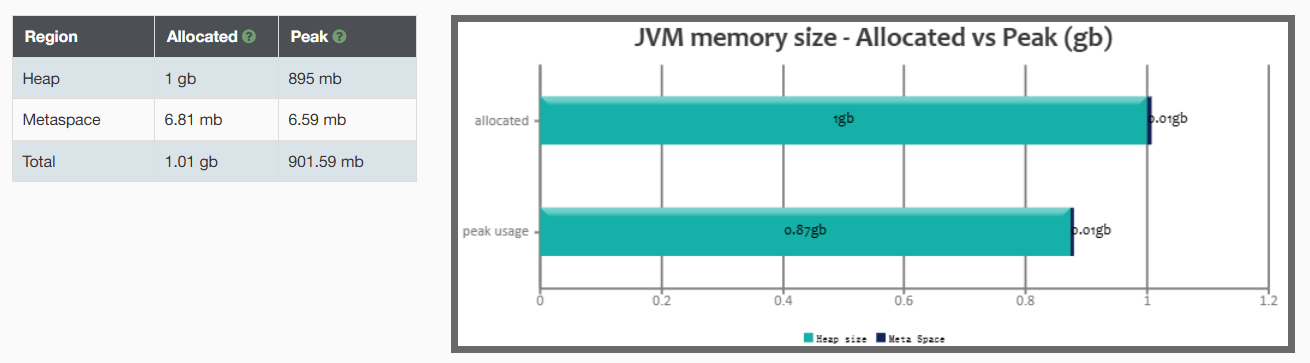 Region Allocated Peak
Heap 1 gb 895 mb
Metaspace 6.81 mb 6.59 mb
Total 1.01 gb 901.59 mb
JVM memory size - Allocated vs Peak (gb)
allocated 1gb 0.01gb
peak usage 0.87gb 0.01gb
0 0.2 0.4 0.6 0.8 1 1.2
Heap size Meta Space